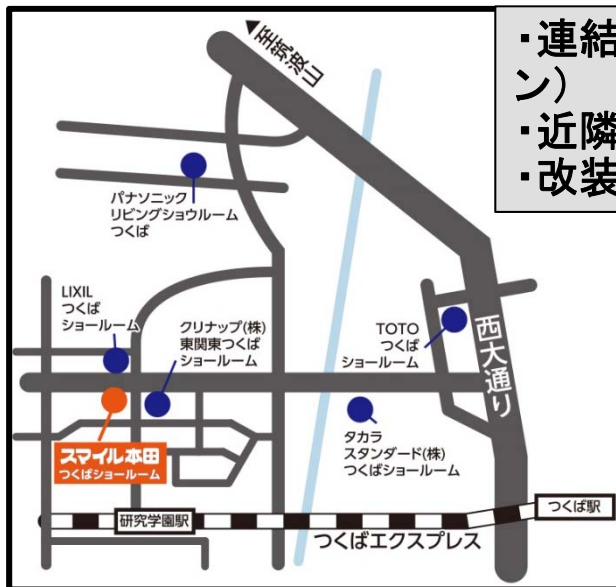 至筑波山
・連結
ン）
・近隣
・改装
パナソニック
リビングショウルーム
つくば
LIXIL
つくば
ショールーム
クリナップ(株)
東関東つくば
ショールーム
TOTO
つくば
ショールーム
西大通り
スマイル本田
つくばショールーム
タカラ
スタンダード(株)
つくばショールーム
研究学園駅
つくばエクスプレス
つくば駅